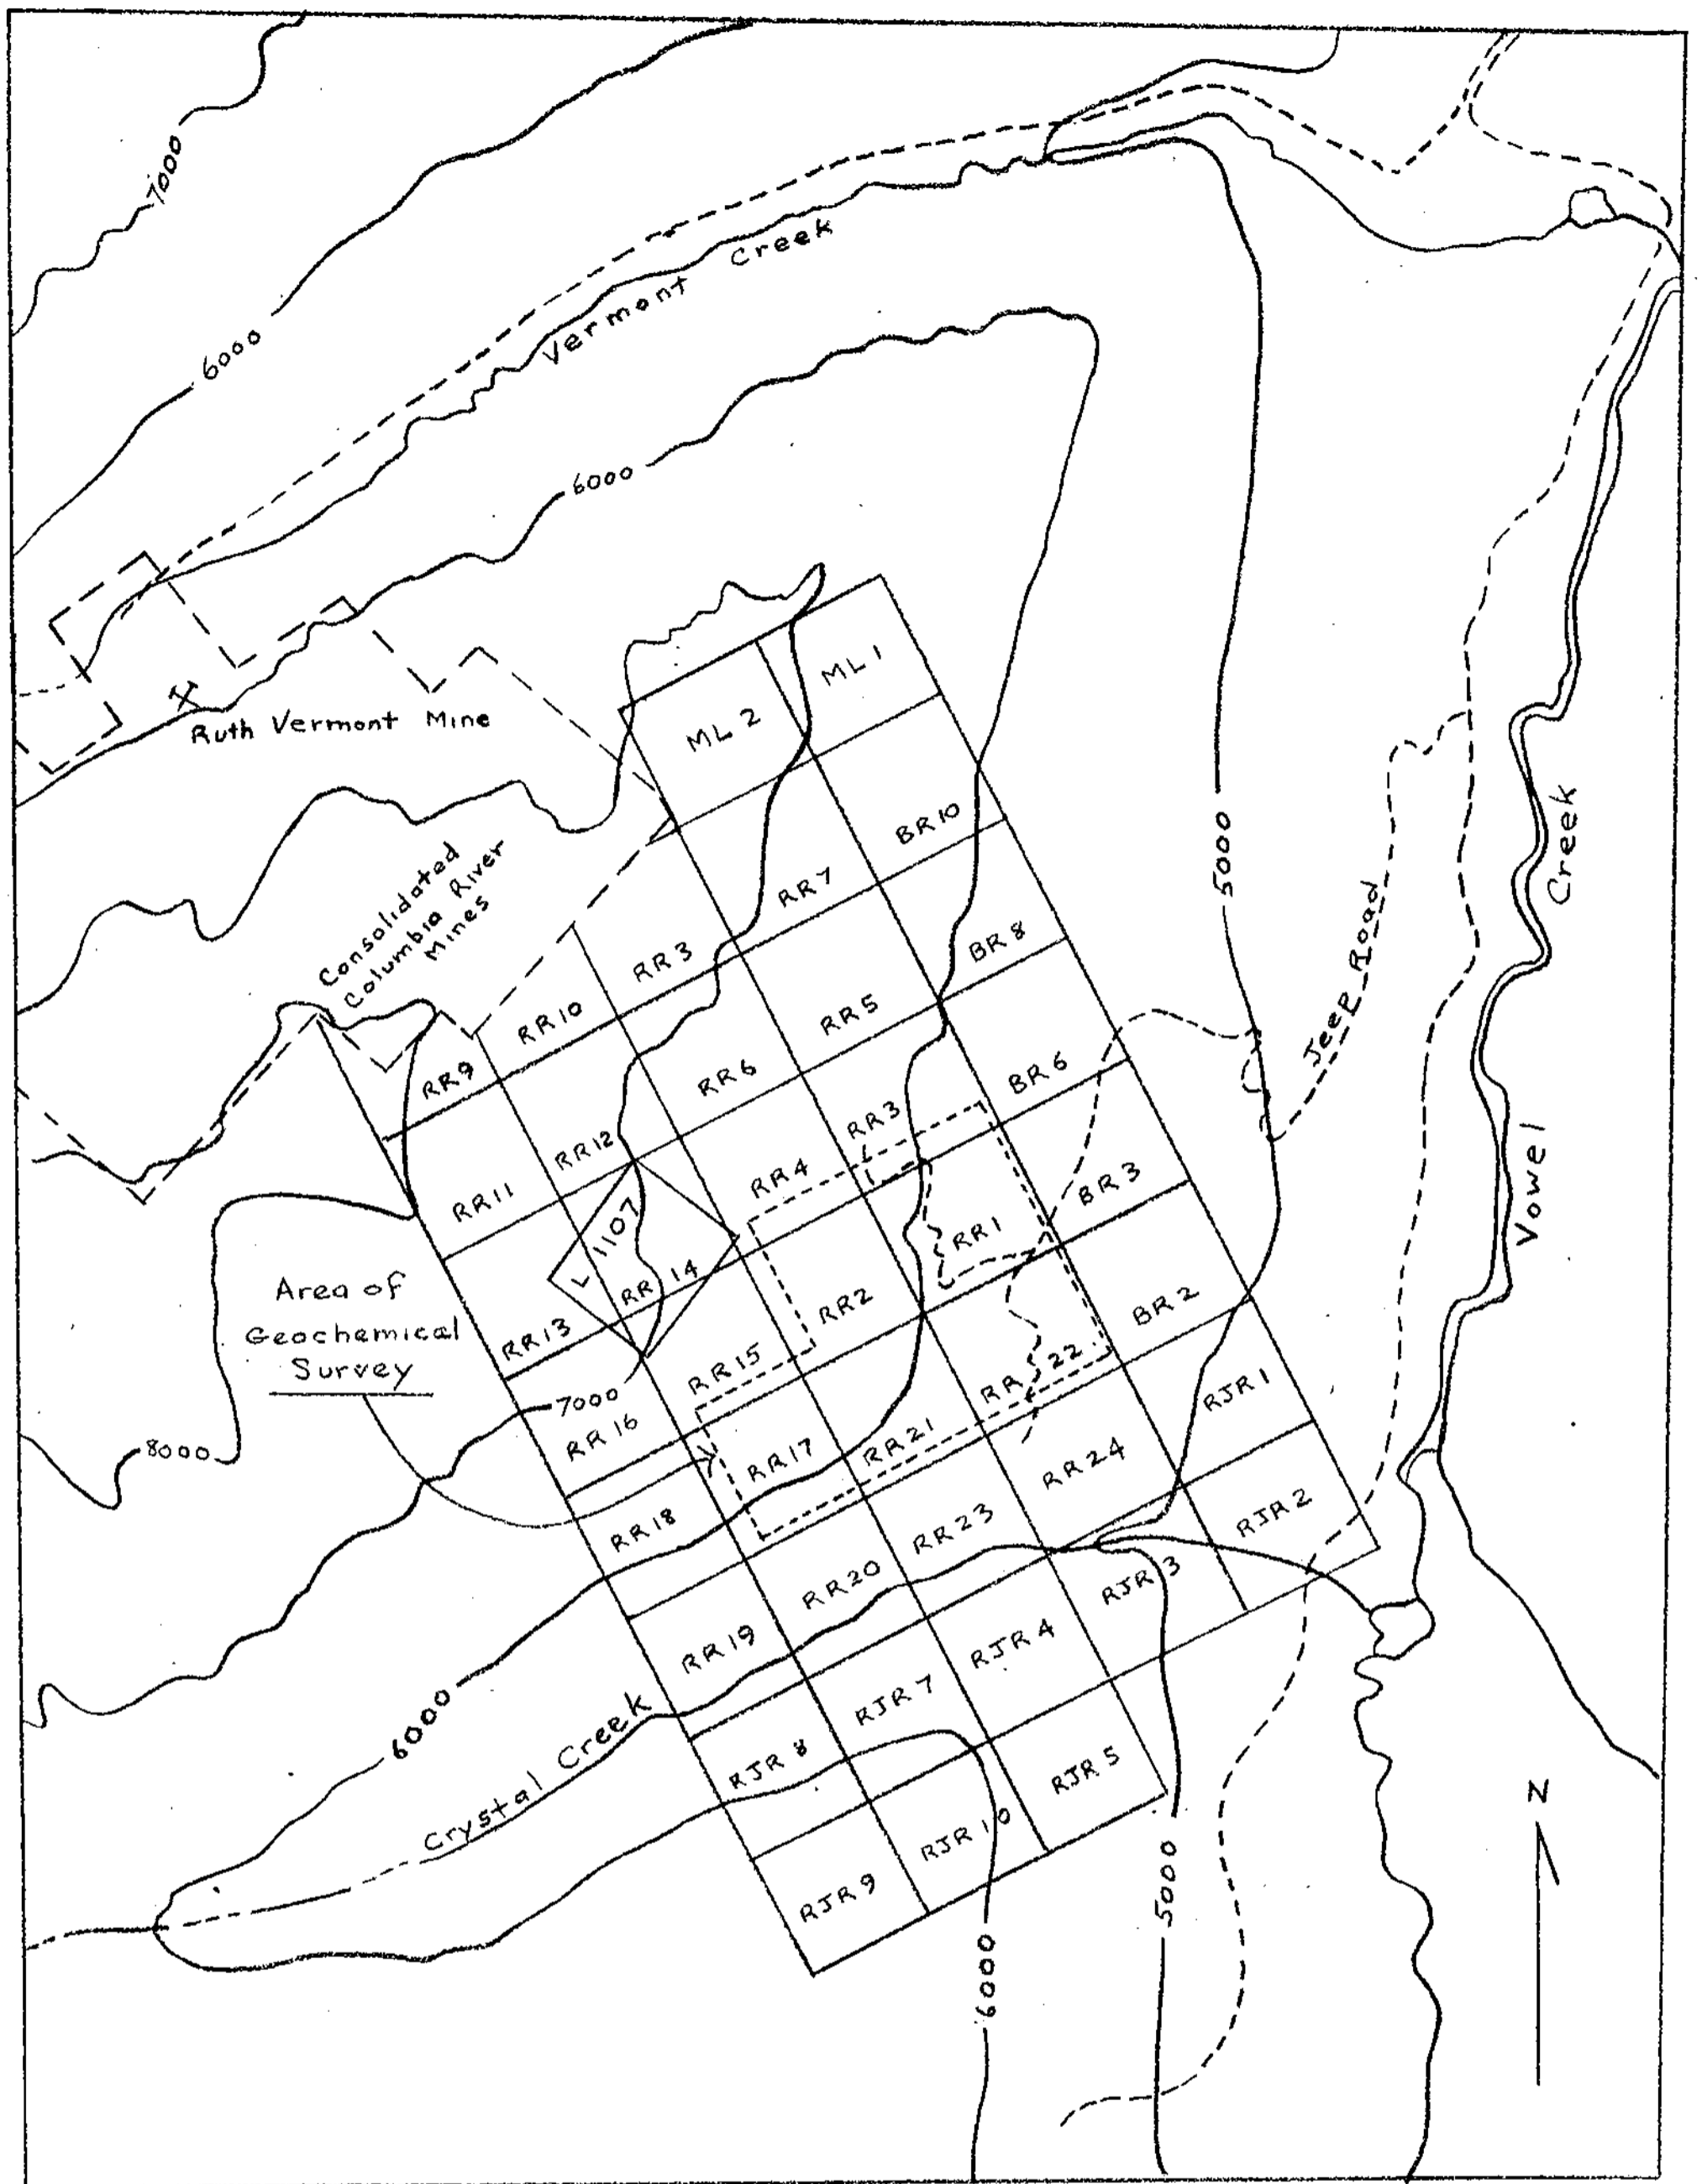 7000
6000
Vermont Creek
6000
Ruth Vermont Mine
ML 1
ML 2
BR 10
5000
Creek
RR 7
Consolidated
Columbia River
Mines
RR 3
BR 8
RR 10
RR 5
Jeep Road
RR 9
RR 6
BR 6
RR 3
RR 12
RR 4
RR 11
BR 3
Vowel
L 1107
RR 1
RR 14
RR 2
BR 2
Area of
Geochemical
Survey
RR 13
RR 15
RR 22
RJR 1
7000
RR 16
8000
RR 21
RR 17
RR 24
RJR 2
RR 18
RR 23
RR 20
RJR 3
RR 19
RJR 4
6000
Crystal Creek
RJR 7
RJR 8
RJR 5
N
RJR 10
RJR 9
5000
6000